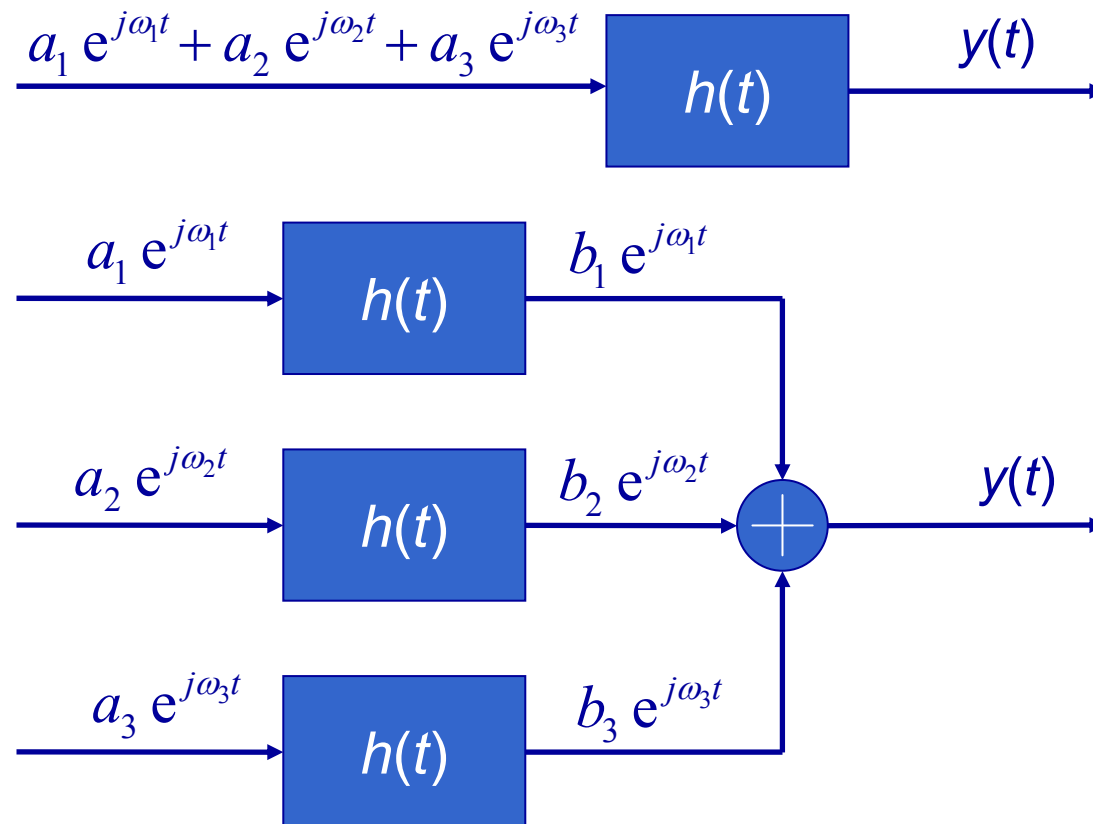 a₁ e^{jω₁t} + a₂ e^{jω₂t} + a₃ e^{jω₃t}
h(t)
y(t)
a₁ e^{jω₁t}
h(t)
b₁ e^{jω₁t}
a₂ e^{jω₂t}
h(t)
b₂ e^{jω₂t}
y(t)
a₃ e^{jω₃t}
h(t)
b₃ e^{jω₃t}